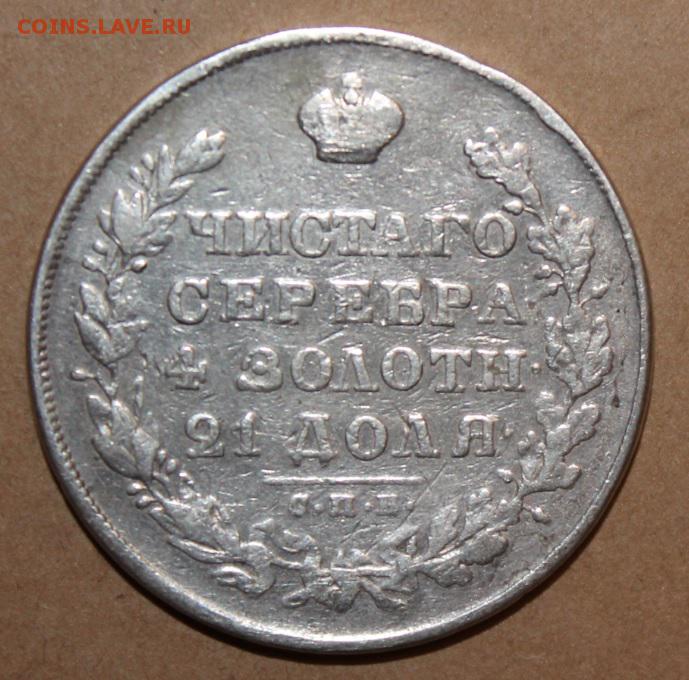 COINS.LAVE.RU
ЧИСТАГО
СЕРЕБРА
4 ЗОЛОТН·
21 ДОЛЯ·
С.П.Б.